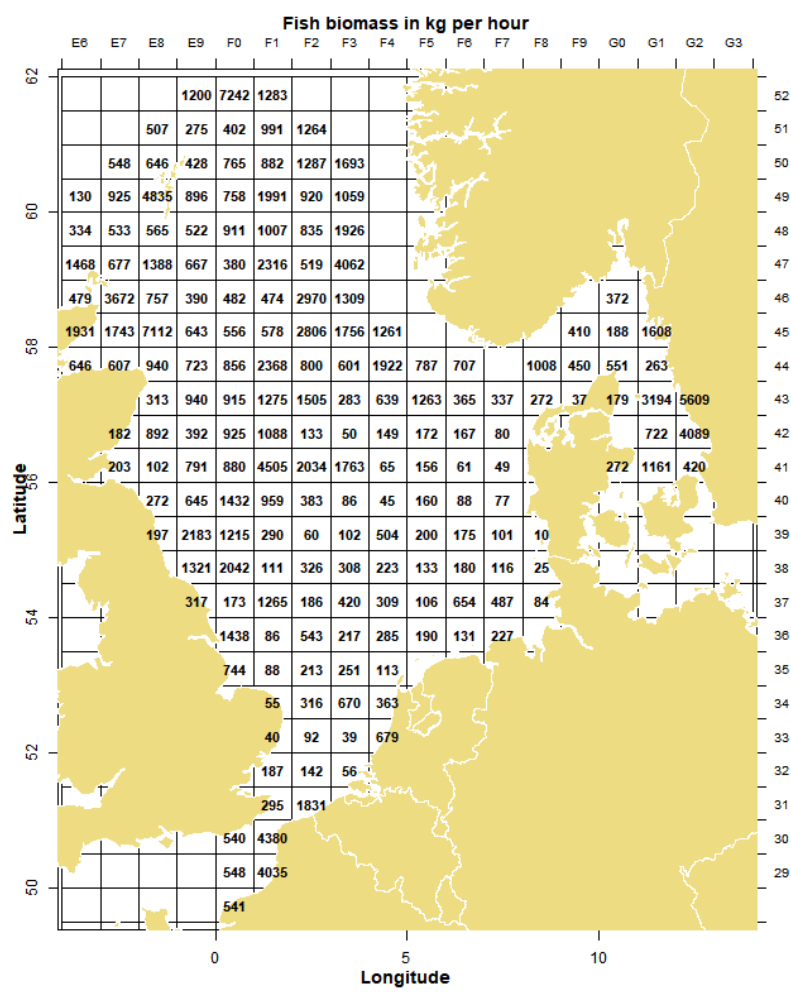 Fish biomass in kg per hour
E6 E7 E8 E9 F0 F1 F2 F3 F4 F5 F6 F7 F8 F9 G0 G1 G2 G3
62
1200 7242 1283 52
507 275 402 991 1264 51
548 646 428 765 882 1287 1693 50
130 925 4835 896 758 1991 920 1059 49
60
334 533 565 522 911 1007 835 1926 48
1468 677 1388 667 380 2316 519 4062 47
479 3672 757 390 482 474 2970 1309 372 46
1931 1743 7112 643 556 578 2806 1756 1261 410 188 1608 45
58
646 607 940 723 856 2368 800 601 1922 787 707 1008 450 551 263 44
313 940 915 1275 1505 283 639 1263 365 337 272 37 179 3194 5609 43
182 892 392 925 1088 133 50 149 172 167 80 722 4089 42
203 102 791 880 4505 2034 1763 65 156 61 49 272 1161 420 41
56
Latitude
272 645 1432 959 383 86 45 160 88 77 40
197 2183 1215 290 60 102 504 200 175 101 10 39
1321 2042 111 326 308 223 133 180 116 25 38
317 173 1265 186 420 309 106 654 487 84 37
54
1438 86 543 217 285 190 131 227 36
744 88 213 251 113 35
55 316 670 363 34
40 92 39 679 33
52
187 142 56 32
295 1831 31
540 4380 30
548 4035 29
50
541
0 5 10
Longitude